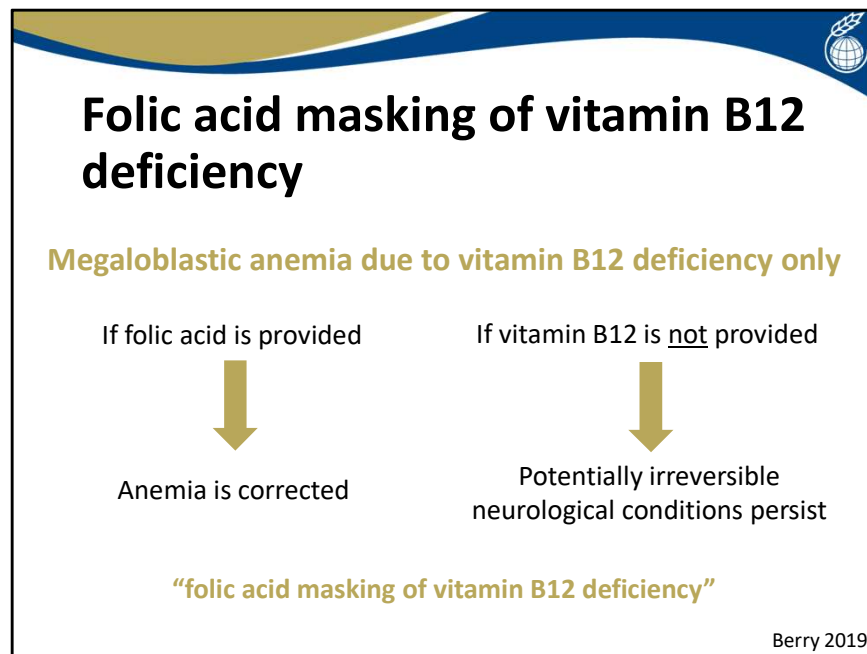 Folic acid masking of vitamin B12
deficiency
Megaloblastic anemia due to vitamin B12 deficiency only
If folic acid is provided
If vitamin B12 is not provided
Anemia is corrected
Potentially irreversible
neurological conditions persist
“folic acid masking of vitamin B12 deficiency”
Berry 2019